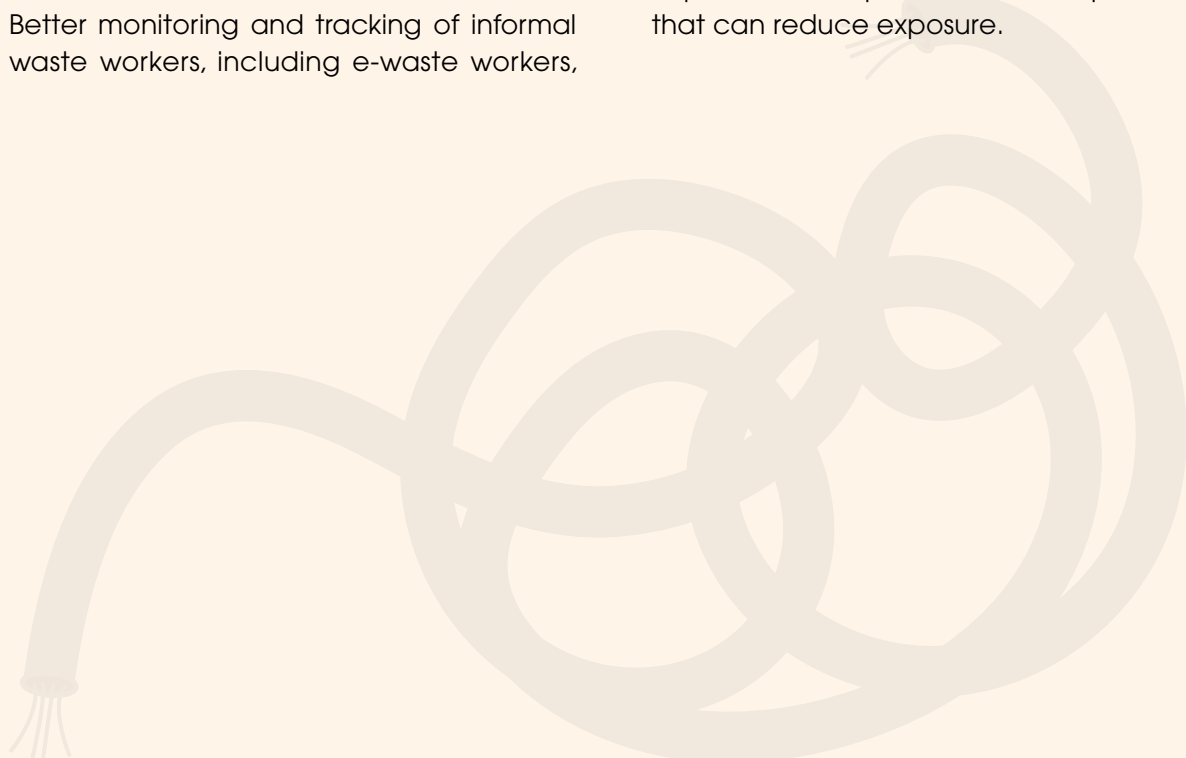 Better monitoring and tracking of informal
waste workers, including e-waste workers,
that can reduce exposure.